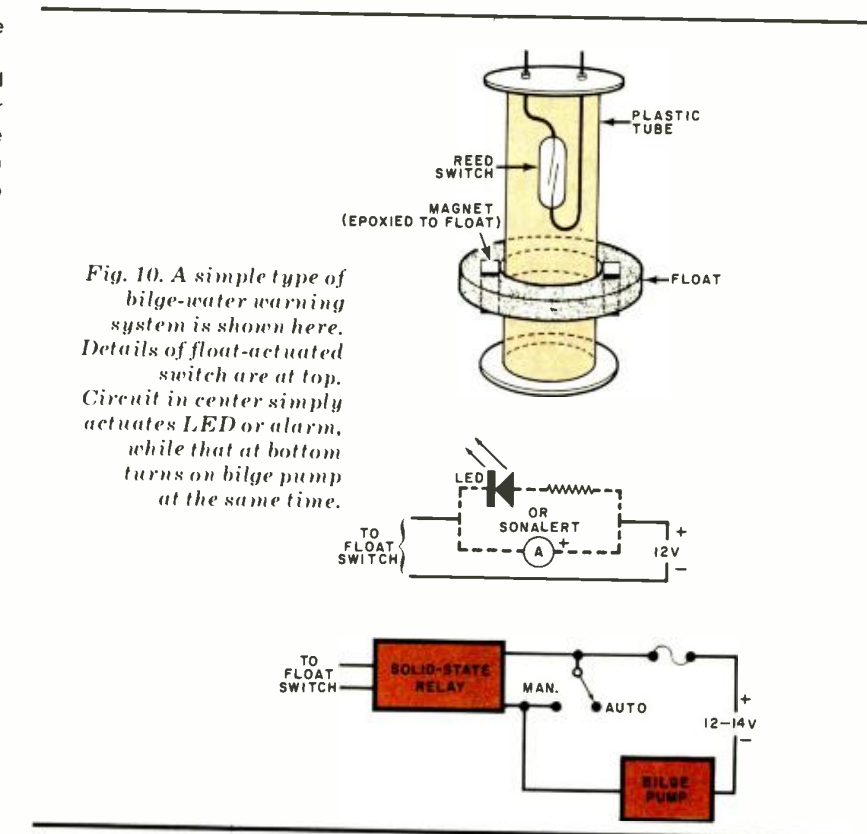 PLASTIC
TUBE
REED
SWITCH
MAGNET
(EPOXIED TO FLOAT)
FLOAT
Fig. 10. A simple type of
bilge-water warning
system is shown here.
Details of float-actuated
switch are at top.
Circuit in center simply
actuates LED or alarm,
while that at bottom
turns on bilge pump
at the same time.
LED
OR
SONALERT
A +
TO
FLOAT
SWITCH
+
12V
−
TO
FLOAT
SWITCH
SOLID-STATE
RELAY
MAN.
AUTO
+
12–14V
−
BILGE
PUMP